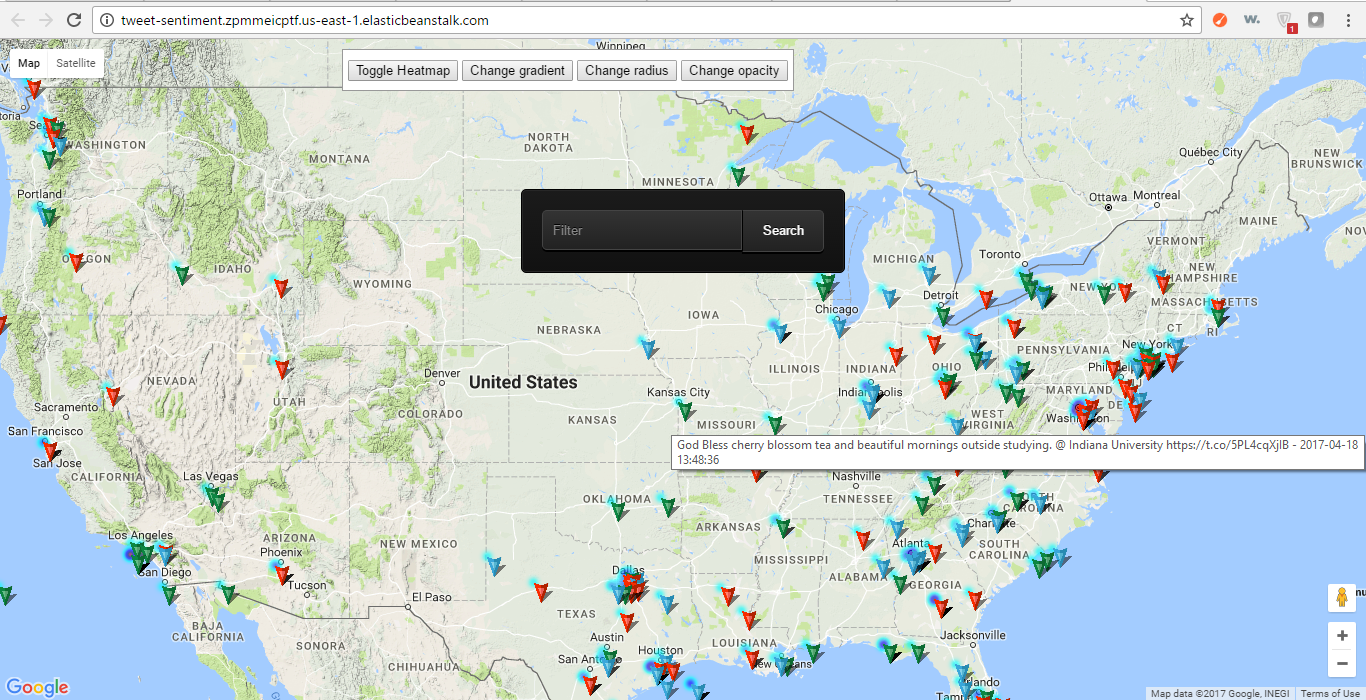 tweet-sentiment.zpmmeicptf.us-east-1.elasticbeanstalk.com
w.
1
Winnipeg
Map
Satellite
Toggle Heatmap
Change gradient
Change radius
Change opacity
toria
WASHINGTON
NORTH
DAKOTA
MONTANA
Québec City
NEW
BRUNSWICK
MINNESOTA
Ottawa
Montreal
Portland
MAINE
Filter
Search
VERMONT
Toronto
MICHIGAN
OREGON
IDAHO
NEW
HAMPSHIRE
WYOMING
NEW YORK
Detroit
MASSACHUSETTS
Chicago
IOWA
CT
RI
NEBRASKA
New York
PENNSYLVANIA
ILLINOIS
INDIANA
OHIO
Denver
NEVADA
United States
UTAH
Kansas City
Indianapolis
MARYLAND
DE
NJ
Sacramento
COLORADO
KANSAS
MISSOURI
WEST
VIRGINIA
Washington
San Francisco
God Bless cherry blossom tea and beautiful mornings outside studying. @ Indiana University https://t.co/5PL4cqXjIB - 2017-04-18
13:48:36
San Jose
CALIFORNIA
Las Vegas
Nashville
TENNESSEE
OKLAHOMA
NORTH
CAROLINA
ARKANSAS
Charlotte
Los Angeles
ARIZONA
NEW MEXICO
Atlanta
SOUTH
CAROLINA
Phoenix
MISSISSIPPI
San Diego
Dallas
ALABAMA
GEORGIA
Tucson
El Paso
TEXAS
BAJA
CALIFORNIA
Austin
LOUISIANA
Jacksonville
SONORA
Houston
San Antonio
New Orleans
CHIHUAHUA
Orlando
Tampa
Google
Map data ©2017 Google, INEGI
Terms of Use